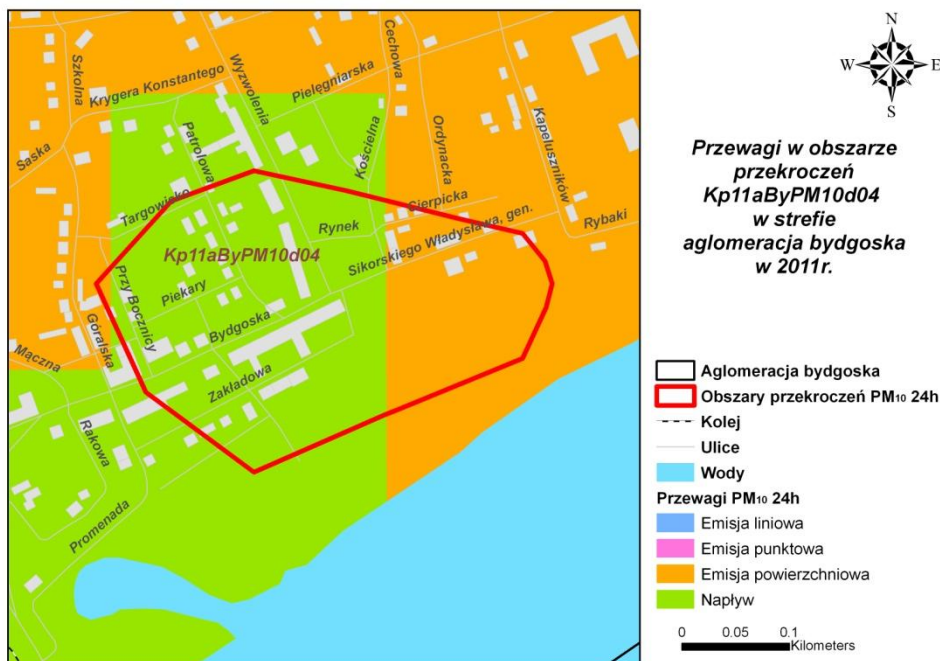 Szkolna
Krygera Konstantego
Saska
Wyzwolenia
Pielęgniarska
Cechowa
Ordynacka
Kapeluszników
Patrolowa
Kościelna
Targowisko
Sierpicka
Rynek
Rybaki
Sikorskiego Władysława, gen.
Kp11aByPM10d04
Przy Bocznicy
Piekary
Bydgoska
Góralska
Mączna
Zakładowa
Rakowa
Promenada
N
W E
S
Przewagi w obszarze
przekroczeń
Kp11aByPM10d04
w strefie
aglomeracja bydgoska
w 2011r.
Aglomeracja bydgoska
Obszary przekroczeń PM10 24h
Kolej
Ulice
Wody
Przewagi PM10 24h
Emisja liniowa
Emisja punktowa
Emisja powierzchniowa
Napływ
0 0.05 0.1
Kilometers